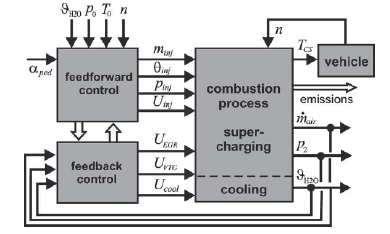 ϑH2O p0 T0 n
n
αped
feedforward
control
minj
θinj
pinj
Uinj
combustion
process
super-
charging
cooling
TCS
vehicle
emissions
ṁair
p2
ϑH2O
feedback
control
UEGR
UVTG
Ucool